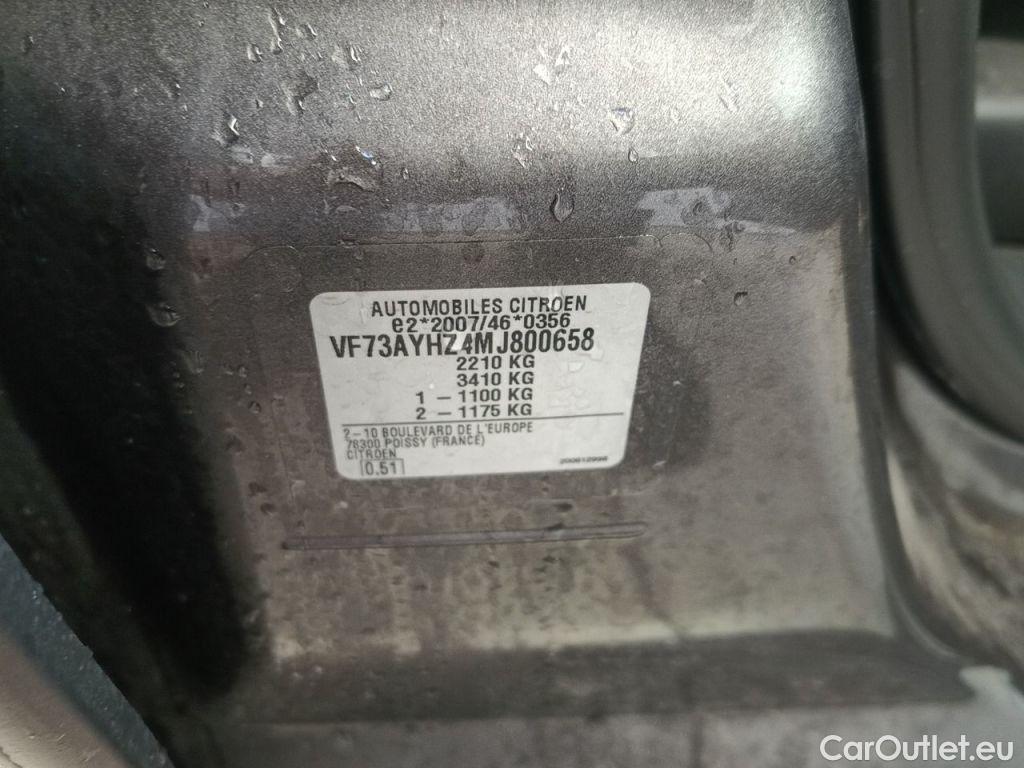 AUTOMOBILES CITROEN
e2*2007/46*0356
VF73AYHZ4MJ800658
2210 KG
3410 KG
1 - 1100 KG
2 - 1175 KG
2-10 BOULEVARD DE L'EUROPE
78300 POISSY (FRANCE)
CITROEN
0.51
CarOutlet.eu